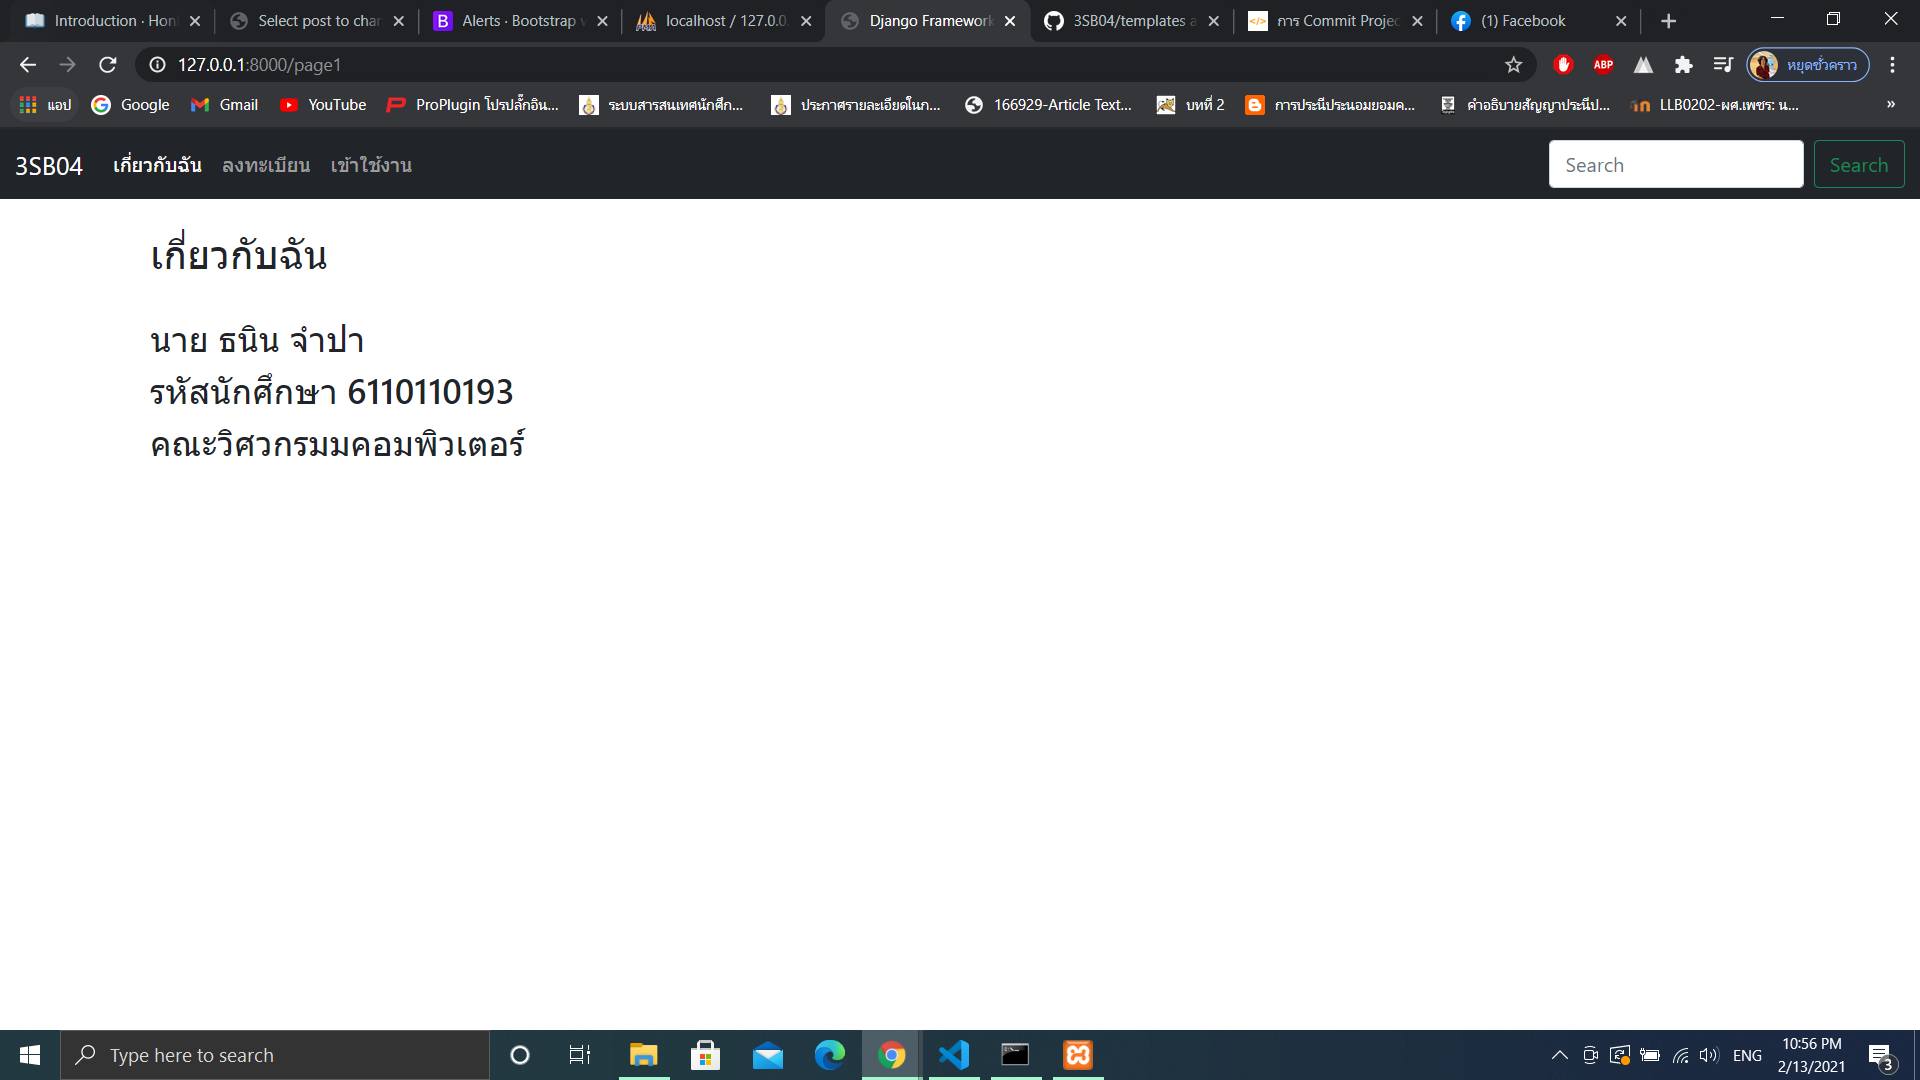 Introduction · Hon
Select post to chan
Alerts · Bootstrap v
localhost / 127.0.0.
Django Framework
3SB04/templates a
การ Commit Projec
(1) Facebook
127.0.0.1:8000/page1
หยุดชั่วคราว
แอป
Google
Gmail
YouTube
ProPlugin โปรปลั๊กอิน...
ระบบสารสนเทศนักศึก...
ประกาศรายละเอียดในก...
166929-Article Text...
บทที่ 2
การประนีประนอมยอมค...
คำอธิบายสัญญาประนีป...
LLB0202-ผศ.เพชร: น...
»
ABP
3SB04
เกี่ยวกับฉัน
ลงทะเบียน
เข้าใช้งาน
Search
Search
เกี่ยวกับฉัน
นาย ธนิน จำปา
รหัสนักศึกษา 6110110193
คณะวิศวกรมมคอมพิวเตอร์
Type here to search
ENG
10:56 PM
2/13/2021
3